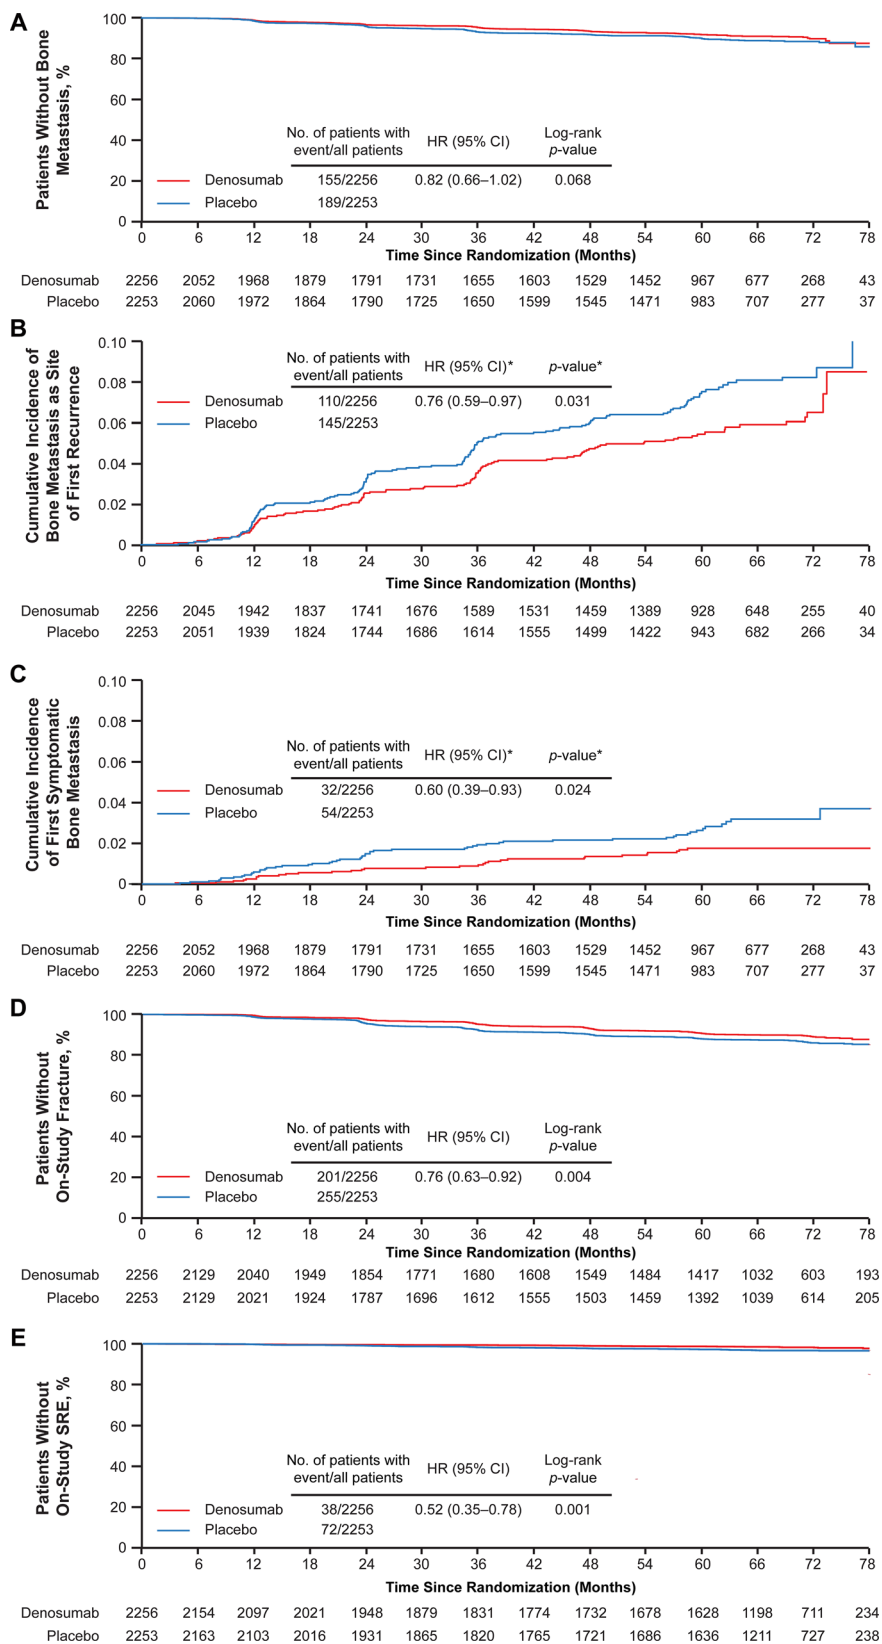 A
Patients Without Bone
Metastasis, %
100
80
60
40
20
0
No. of patients with
event/all patients
HR (95% CI)
Log-rank
p-value
Denosumab 155/2256 0.82 (0.66–1.02) 0.068
Placebo 189/2253
0 6 12 18 24 30 36 42 48 54 60 66 72 78
Time Since Randomization (Months)
Denosumab 2256 2052 1968 1879 1791 1731 1655 1603 1529 1452 967 677 268 43
Placebo 2253 2060 1972 1864 1790 1725 1650 1599 1545 1471 983 707 277 37
B
Cumulative Incidence of
Bone Metastasis as Site
of First Recurrence
0.10
0.08
0.06
0.04
0.02
0
No. of patients with
event/all patients
HR (95% CI)*
p-value*
Denosumab 110/2256 0.76 (0.59–0.97) 0.031
Placebo 145/2253
0 6 12 18 24 30 36 42 48 54 60 66 72 78
Time Since Randomization (Months)
Denosumab 2256 2045 1942 1837 1741 1676 1589 1531 1459 1389 928 648 255 40
Placebo 2253 2051 1939 1824 1744 1686 1614 1555 1499 1422 943 682 266 34
C
Cumulative Incidence
of First Symptomatic
Bone Metastasis
0.10
0.08
0.06
0.04
0.02
0
No. of patients with
event/all patients
HR (95% CI)*
p-value*
Denosumab 32/2256 0.60 (0.39–0.93) 0.024
Placebo 54/2253
0 6 12 18 24 30 36 42 48 54 60 66 72 78
Time Since Randomization (Months)
Denosumab 2256 2052 1968 1879 1791 1731 1655 1603 1529 1452 967 677 268 43
Placebo 2253 2060 1972 1864 1790 1725 1650 1599 1545 1471 983 707 277 37
D
Patients Without
On-Study Fracture, %
100
80
60
40
20
0
No. of patients with
event/all patients
HR (95% CI)
Log-rank
p-value
Denosumab 201/2256 0.76 (0.63–0.92) 0.004
Placebo 255/2253
0 6 12 18 24 30 36 42 48 54 60 66 72 78
Time Since Randomization (Months)
Denosumab 2256 2129 2040 1949 1854 1771 1680 1608 1549 1484 1417 1032 603 193
Placebo 2253 2129 2021 1924 1787 1696 1612 1555 1503 1459 1392 1039 614 205
E
Patients Without
On-Study SRE, %
100
80
60
40
20
0
No. of patients with
event/all patients
HR (95% CI)
Log-rank
p-value
Denosumab 38/2256 0.52 (0.35–0.78) 0.001
Placebo 72/2253
0 6 12 18 24 30 36 42 48 54 60 66 72 78
Time Since Randomization (Months)
Denosumab 2256 2154 2097 2021 1948 1879 1831 1774 1732 1678 1628 1198 711 234
Placebo 2253 2163 2103 2016 1931 1865 1820 1765 1721 1686 1636 1211 727 238